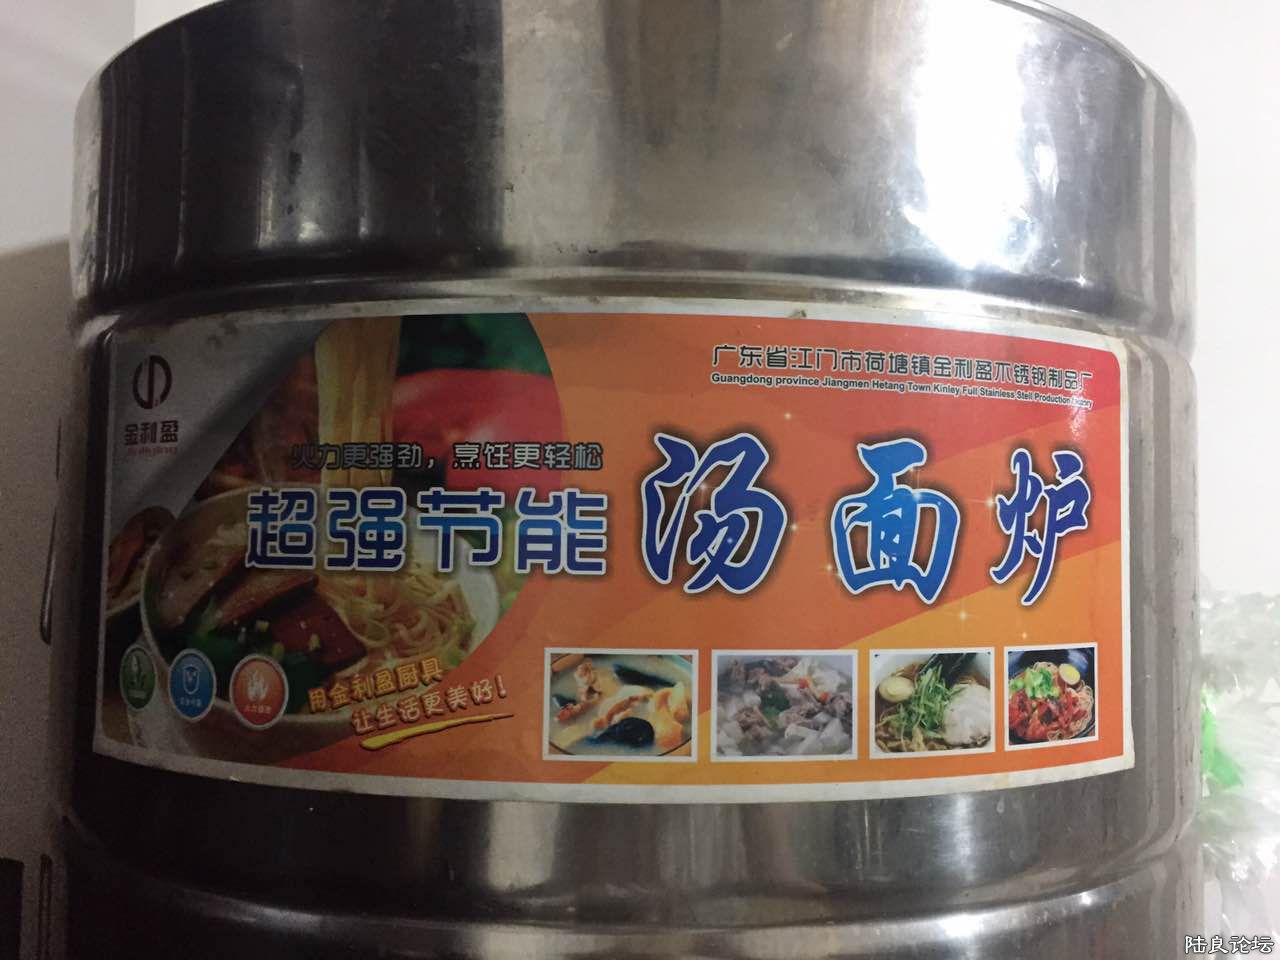 广东省江门市荷塘镇金利盈不锈钢制品厂
Guangdong province Jiangmen Hetang Town Kinley Full Stainless Stell Production factory
金利盈
火力更强劲，烹饪更轻松
超强节能
汤面炉
用金利盈厨具
让生活更美好！
陆良论坛